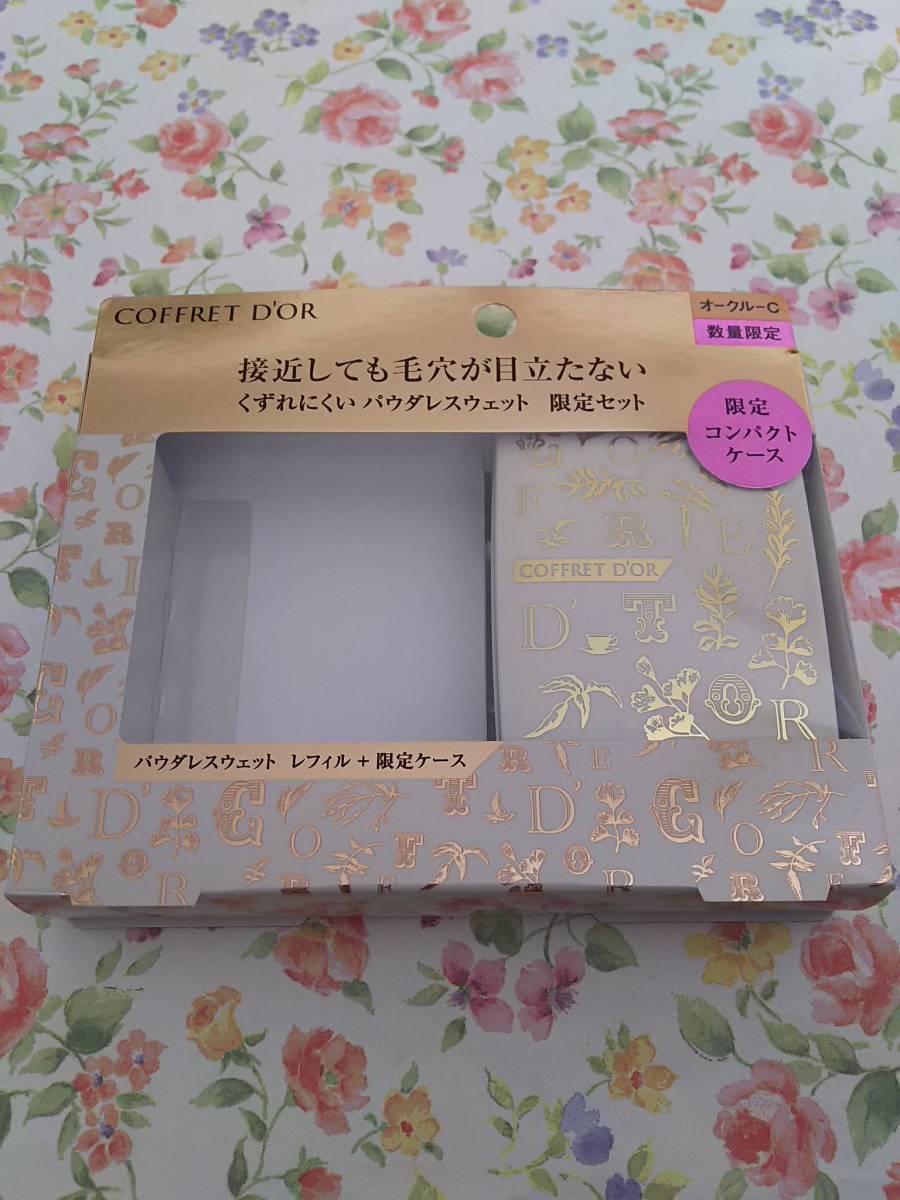 COFFRET D'OR
オークルーC
数量限定
接近しても毛穴が目立たない
くずれにくい パウダレスウェット 限定セット
限定
コンパクト
ケース
G O F
F R E
COFFRET D'OR
D' T
O R
パウダレスウェット レフィル + 限定ケース